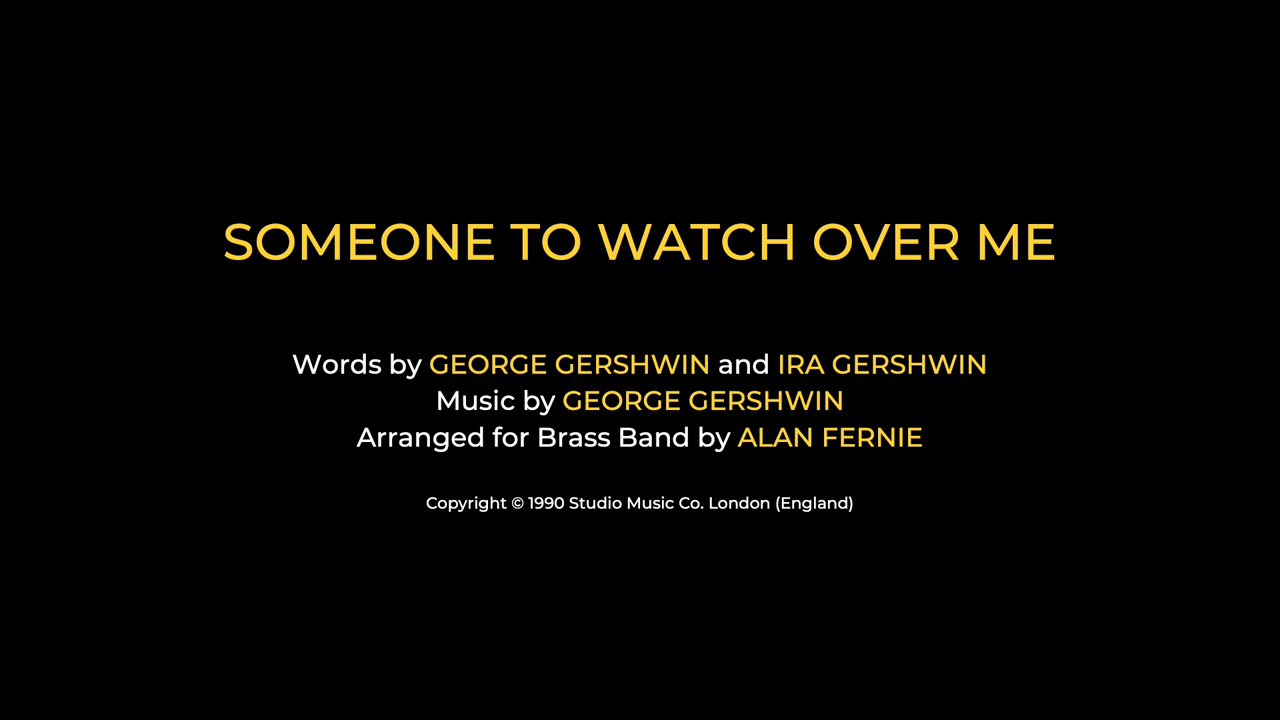 SOMEONE TO WATCH OVER ME
Words by GEORGE GERSHWIN and IRA GERSHWIN
Music by GEORGE GERSHWIN
Arranged for Brass Band by ALAN FERNIE
Copyright © 1990 Studio Music Co. London (England)